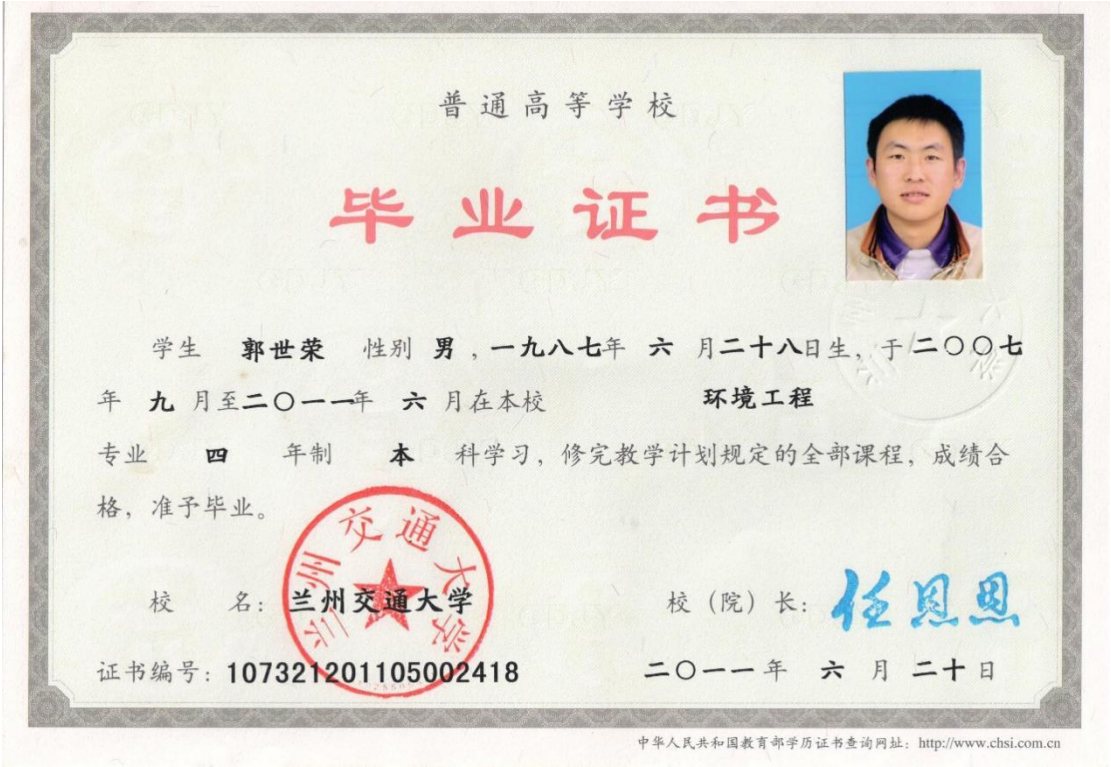 普通高等学校
毕业证书
学生 郭世荣 性别 男，一九八七年 六 月二十八日生，于二〇〇七
年 九 月至二〇一一年 六 月在本校 环境工程
专业 四 年制 本 科学习，修完教学计划规定的全部课程，成绩合
格，准予毕业。
兰州交通大学
校 名：兰州交通大学 校（院）长：任恩恩
证书编号：107321201105002418 二〇一一年 六 月 二十日
中华人民共和国教育部学历证书查询网址：http://www.chsi.com.cn